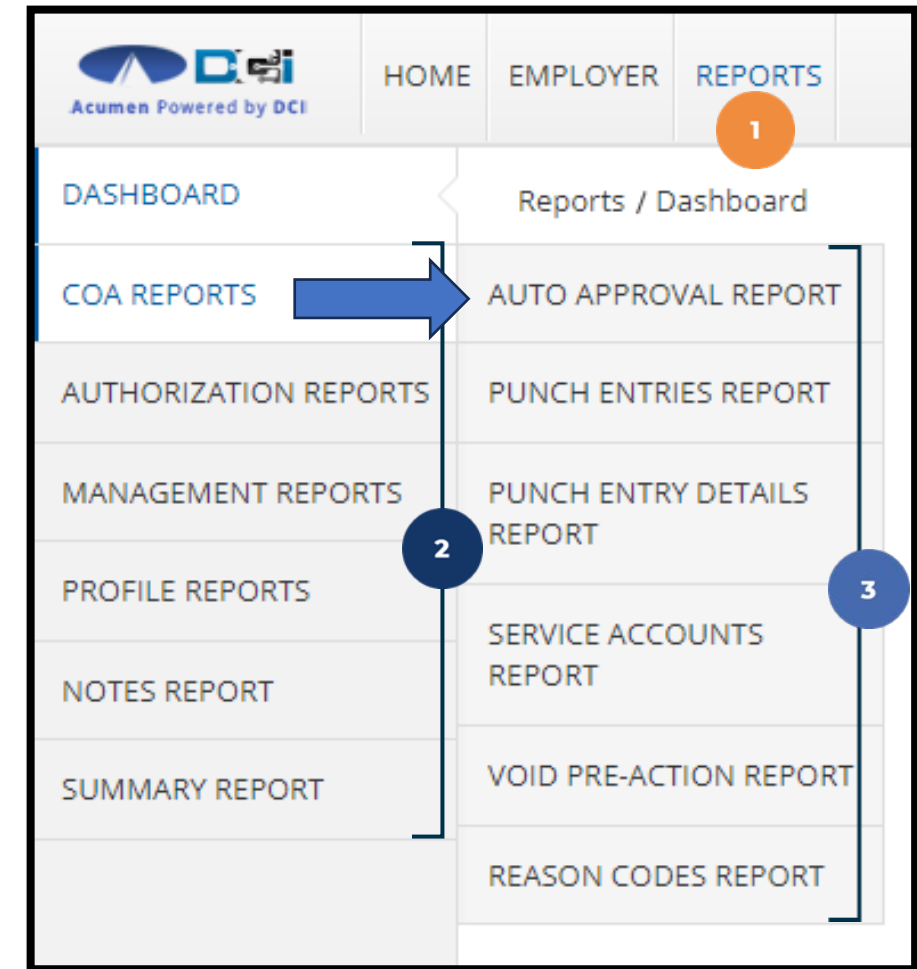 DCI
Acumen Powered by DCI
HOME
EMPLOYER
REPORTS
1
DASHBOARD
Reports / Dashboard
COA REPORTS
AUTO APPROVAL REPORT
AUTHORIZATION REPORTS
PUNCH ENTRIES REPORT
MANAGEMENT REPORTS
PUNCH ENTRY DETAILS
REPORT
2
PROFILE REPORTS
3
SERVICE ACCOUNTS
REPORT
NOTES REPORT
VOID PRE-ACTION REPORT
SUMMARY REPORT
REASON CODES REPORT